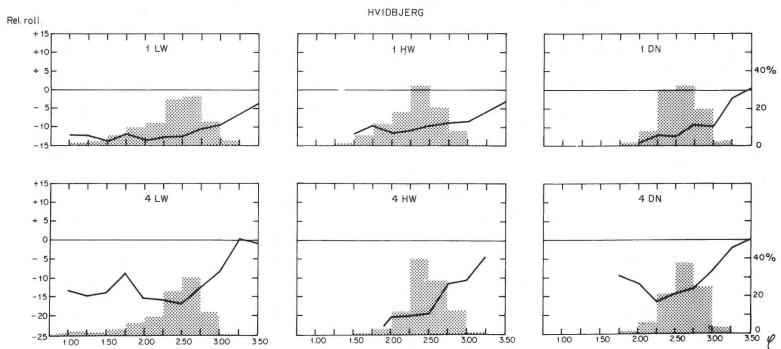 HVIDBJERG
Rel. roll.
+15
+10
+ 5
0
- 5
-10
-15
1 LW
1 HW
1 DN
40%
20
0
+15
+10
+ 5
0
- 5
-10
-15
-20
-25
4 LW
4 HW
4 DN
40%
20
0
1.00 1.50 2.00 2.50 3.00 3.50
1.00 1.50 2.00 2.50 3.00 3.50
1.00 1.50 2.00 2.50 3.00 3.50 φ